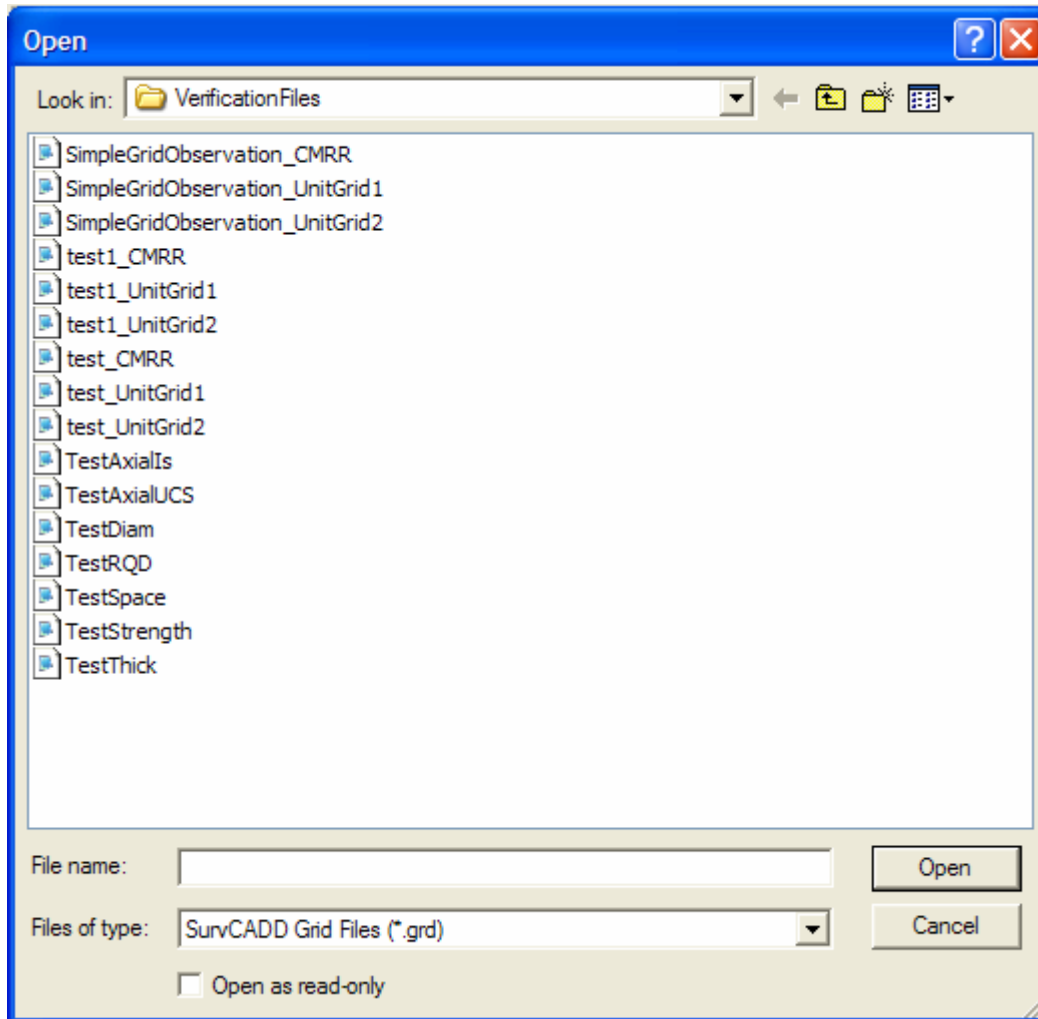 Open
Look in: VerificationFiles
SimpleGridObservation_CMRR
SimpleGridObservation_UnitGrid1
SimpleGridObservation_UnitGrid2
test1_CMRR
test1_UnitGrid1
test1_UnitGrid2
test_CMRR
test_UnitGrid1
test_UnitGrid2
TestAxialIs
TestAxialUCS
TestDiam
TestRQD
TestSpace
TestStrength
TestThick
File name: Open
Files of type: SurvCADD Grid Files (*.grd) Cancel
Open as read-only